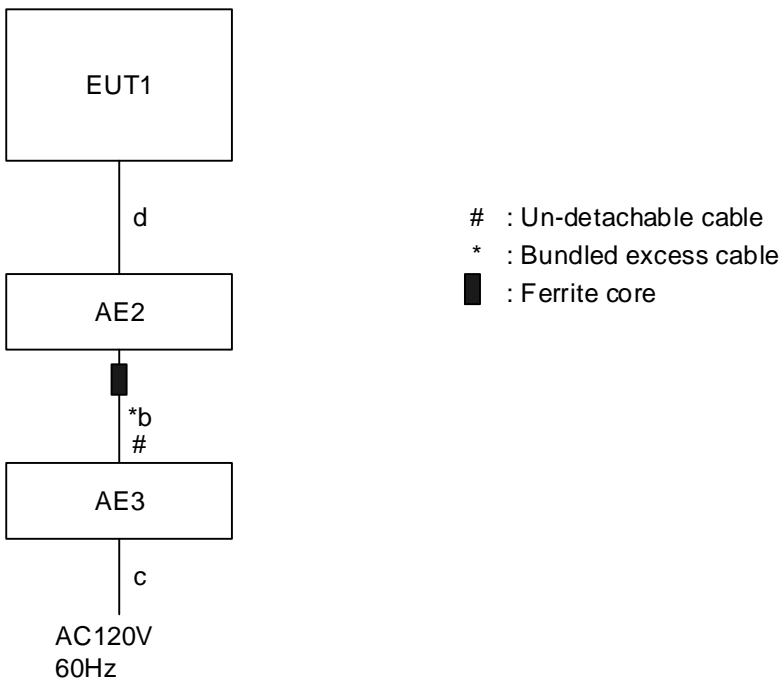 EUT1
d
# : Un-detachable cable
* : Bundled excess cable
: Ferrite core
AE2
*b
#
AE3
c
AC120V
60Hz